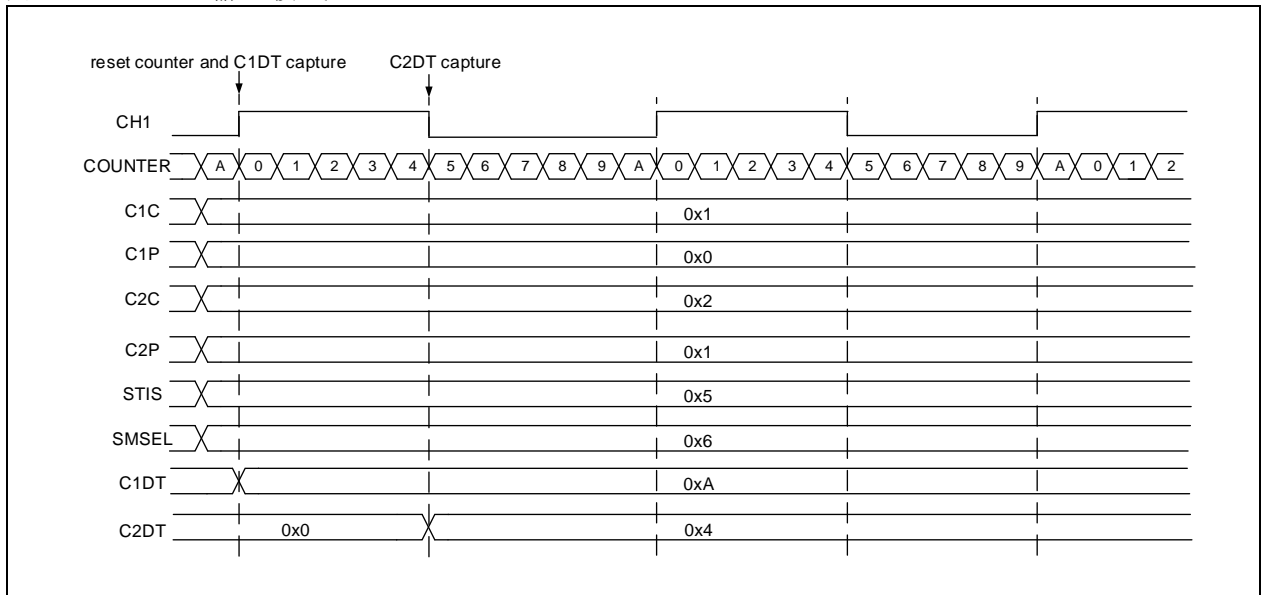 reset counter and C1DT capture C2DT capture
CH1
COUNTER A 0 1 2 3 4 5 6 7 8 9 A 0 1 2 3 4 5 6 7 8 9 A 0 1 2
C1C 0x1
C1P 0x0
C2C 0x2
C2P 0x1
STIS 0x5
SMSEL 0x6
C1DT 0xA
C2DT 0x0 0x4